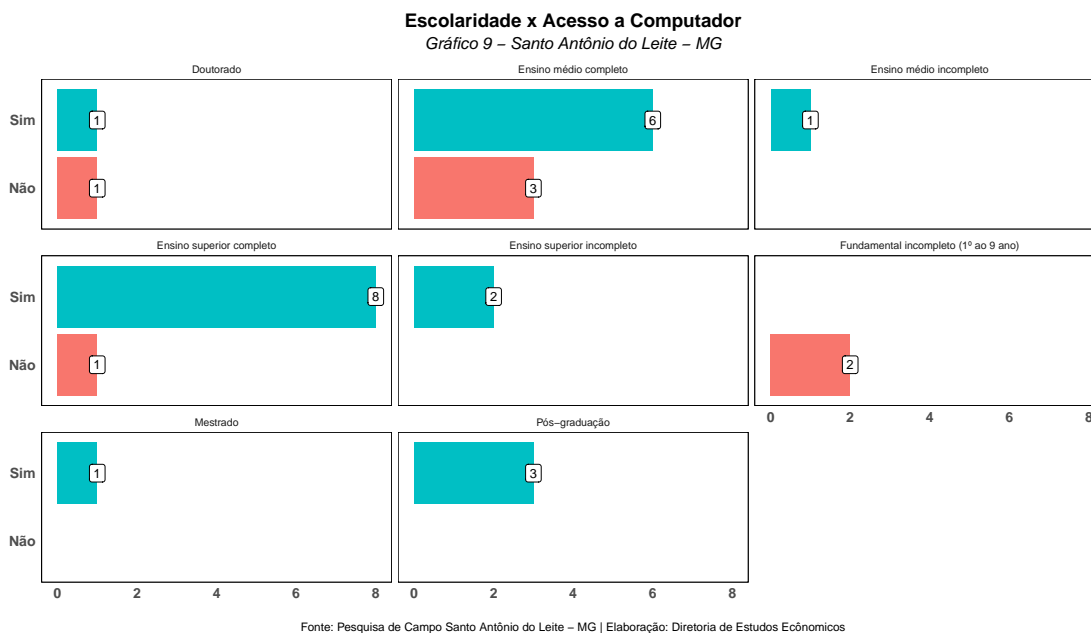 Escolaridade x Acesso a Computador
Gráfico 9 − Santo Antônio do Leite − MG
Doutorado
Ensino médio completo
Ensino médio incompleto
Sim
1
6
1
Não
1
3
Ensino superior completo
Ensino superior incompleto
Fundamental incompleto (1º ao 9 ano)
Sim
8
2
Não
1
2
0 2 4 6 8
Mestrado
Pós−graduação
Sim
1
3
Não
0 2 4 6 8
0 2 4 6 8
Fonte: Pesquisa de Campo Santo Antônio do Leite − MG | Elaboração: Diretoria de Estudos Ecônomicos